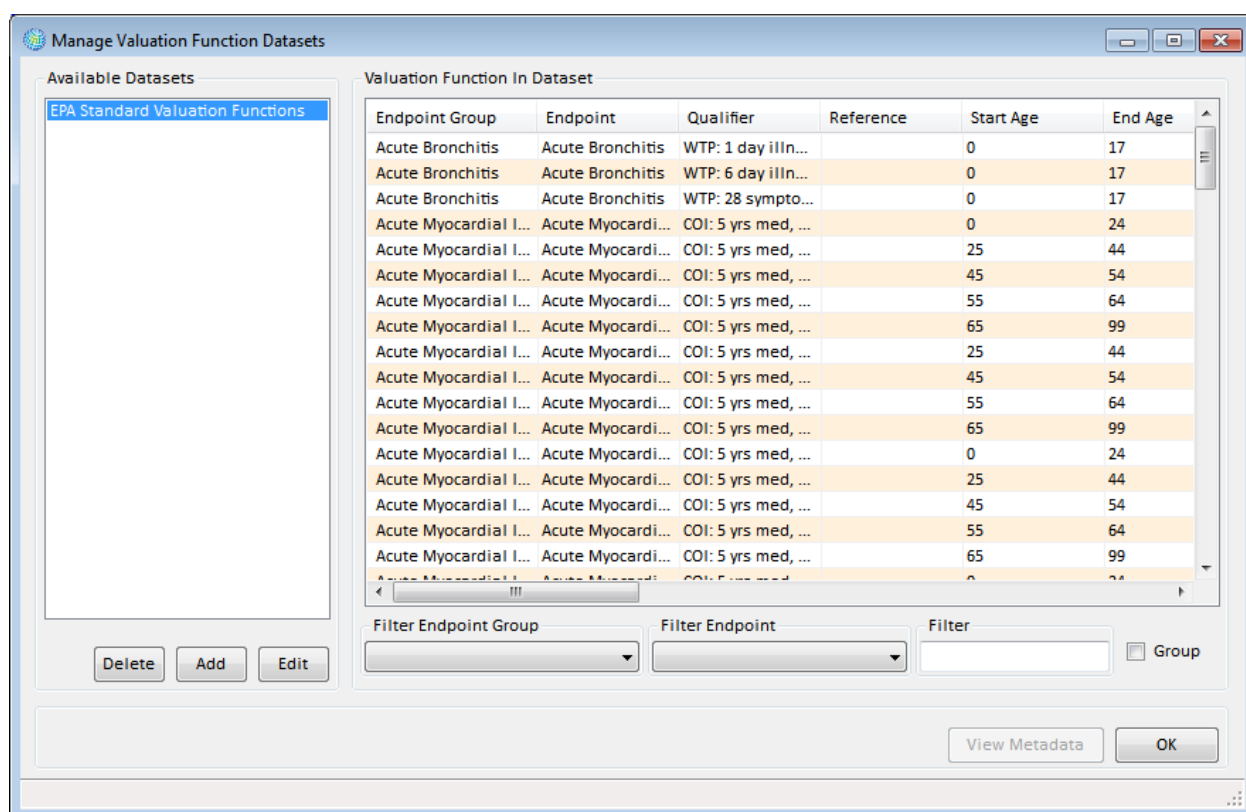 Manage Valuation Function Datasets
Available Datasets
EPA Standard Valuation Functions
Delete Add Edit
Valuation Function In Dataset
Endpoint Group Endpoint Qualifier Reference Start Age End Age
Acute Bronchitis Acute Bronchitis WTP: 1 day illn... 0 17
Acute Bronchitis Acute Bronchitis WTP: 6 day illn... 0 17
Acute Bronchitis Acute Bronchitis WTP: 28 sympto... 0 17
Acute Myocardial I... Acute Myocardi... COI: 5 yrs med, ... 0 24
Acute Myocardial I... Acute Myocardi... COI: 5 yrs med, ... 25 44
Acute Myocardial I... Acute Myocardi... COI: 5 yrs med, ... 45 54
Acute Myocardial I... Acute Myocardi... COI: 5 yrs med, ... 55 64
Acute Myocardial I... Acute Myocardi... COI: 5 yrs med, ... 65 99
Acute Myocardial I... Acute Myocardi... COI: 5 yrs med, ... 25 44
Acute Myocardial I... Acute Myocardi... COI: 5 yrs med, ... 45 54
Acute Myocardial I... Acute Myocardi... COI: 5 yrs med, ... 55 64
Acute Myocardial I... Acute Myocardi... COI: 5 yrs med, ... 65 99
Acute Myocardial I... Acute Myocardi... COI: 5 yrs med, ... 0 24
Acute Myocardial I... Acute Myocardi... COI: 5 yrs med, ... 25 44
Acute Myocardial I... Acute Myocardi... COI: 5 yrs med, ... 45 54
Acute Myocardial I... Acute Myocardi... COI: 5 yrs med, ... 55 64
Acute Myocardial I... Acute Myocardi... COI: 5 yrs med, ... 65 99
Filter Endpoint Group Filter Endpoint Filter
Group
View Metadata OK